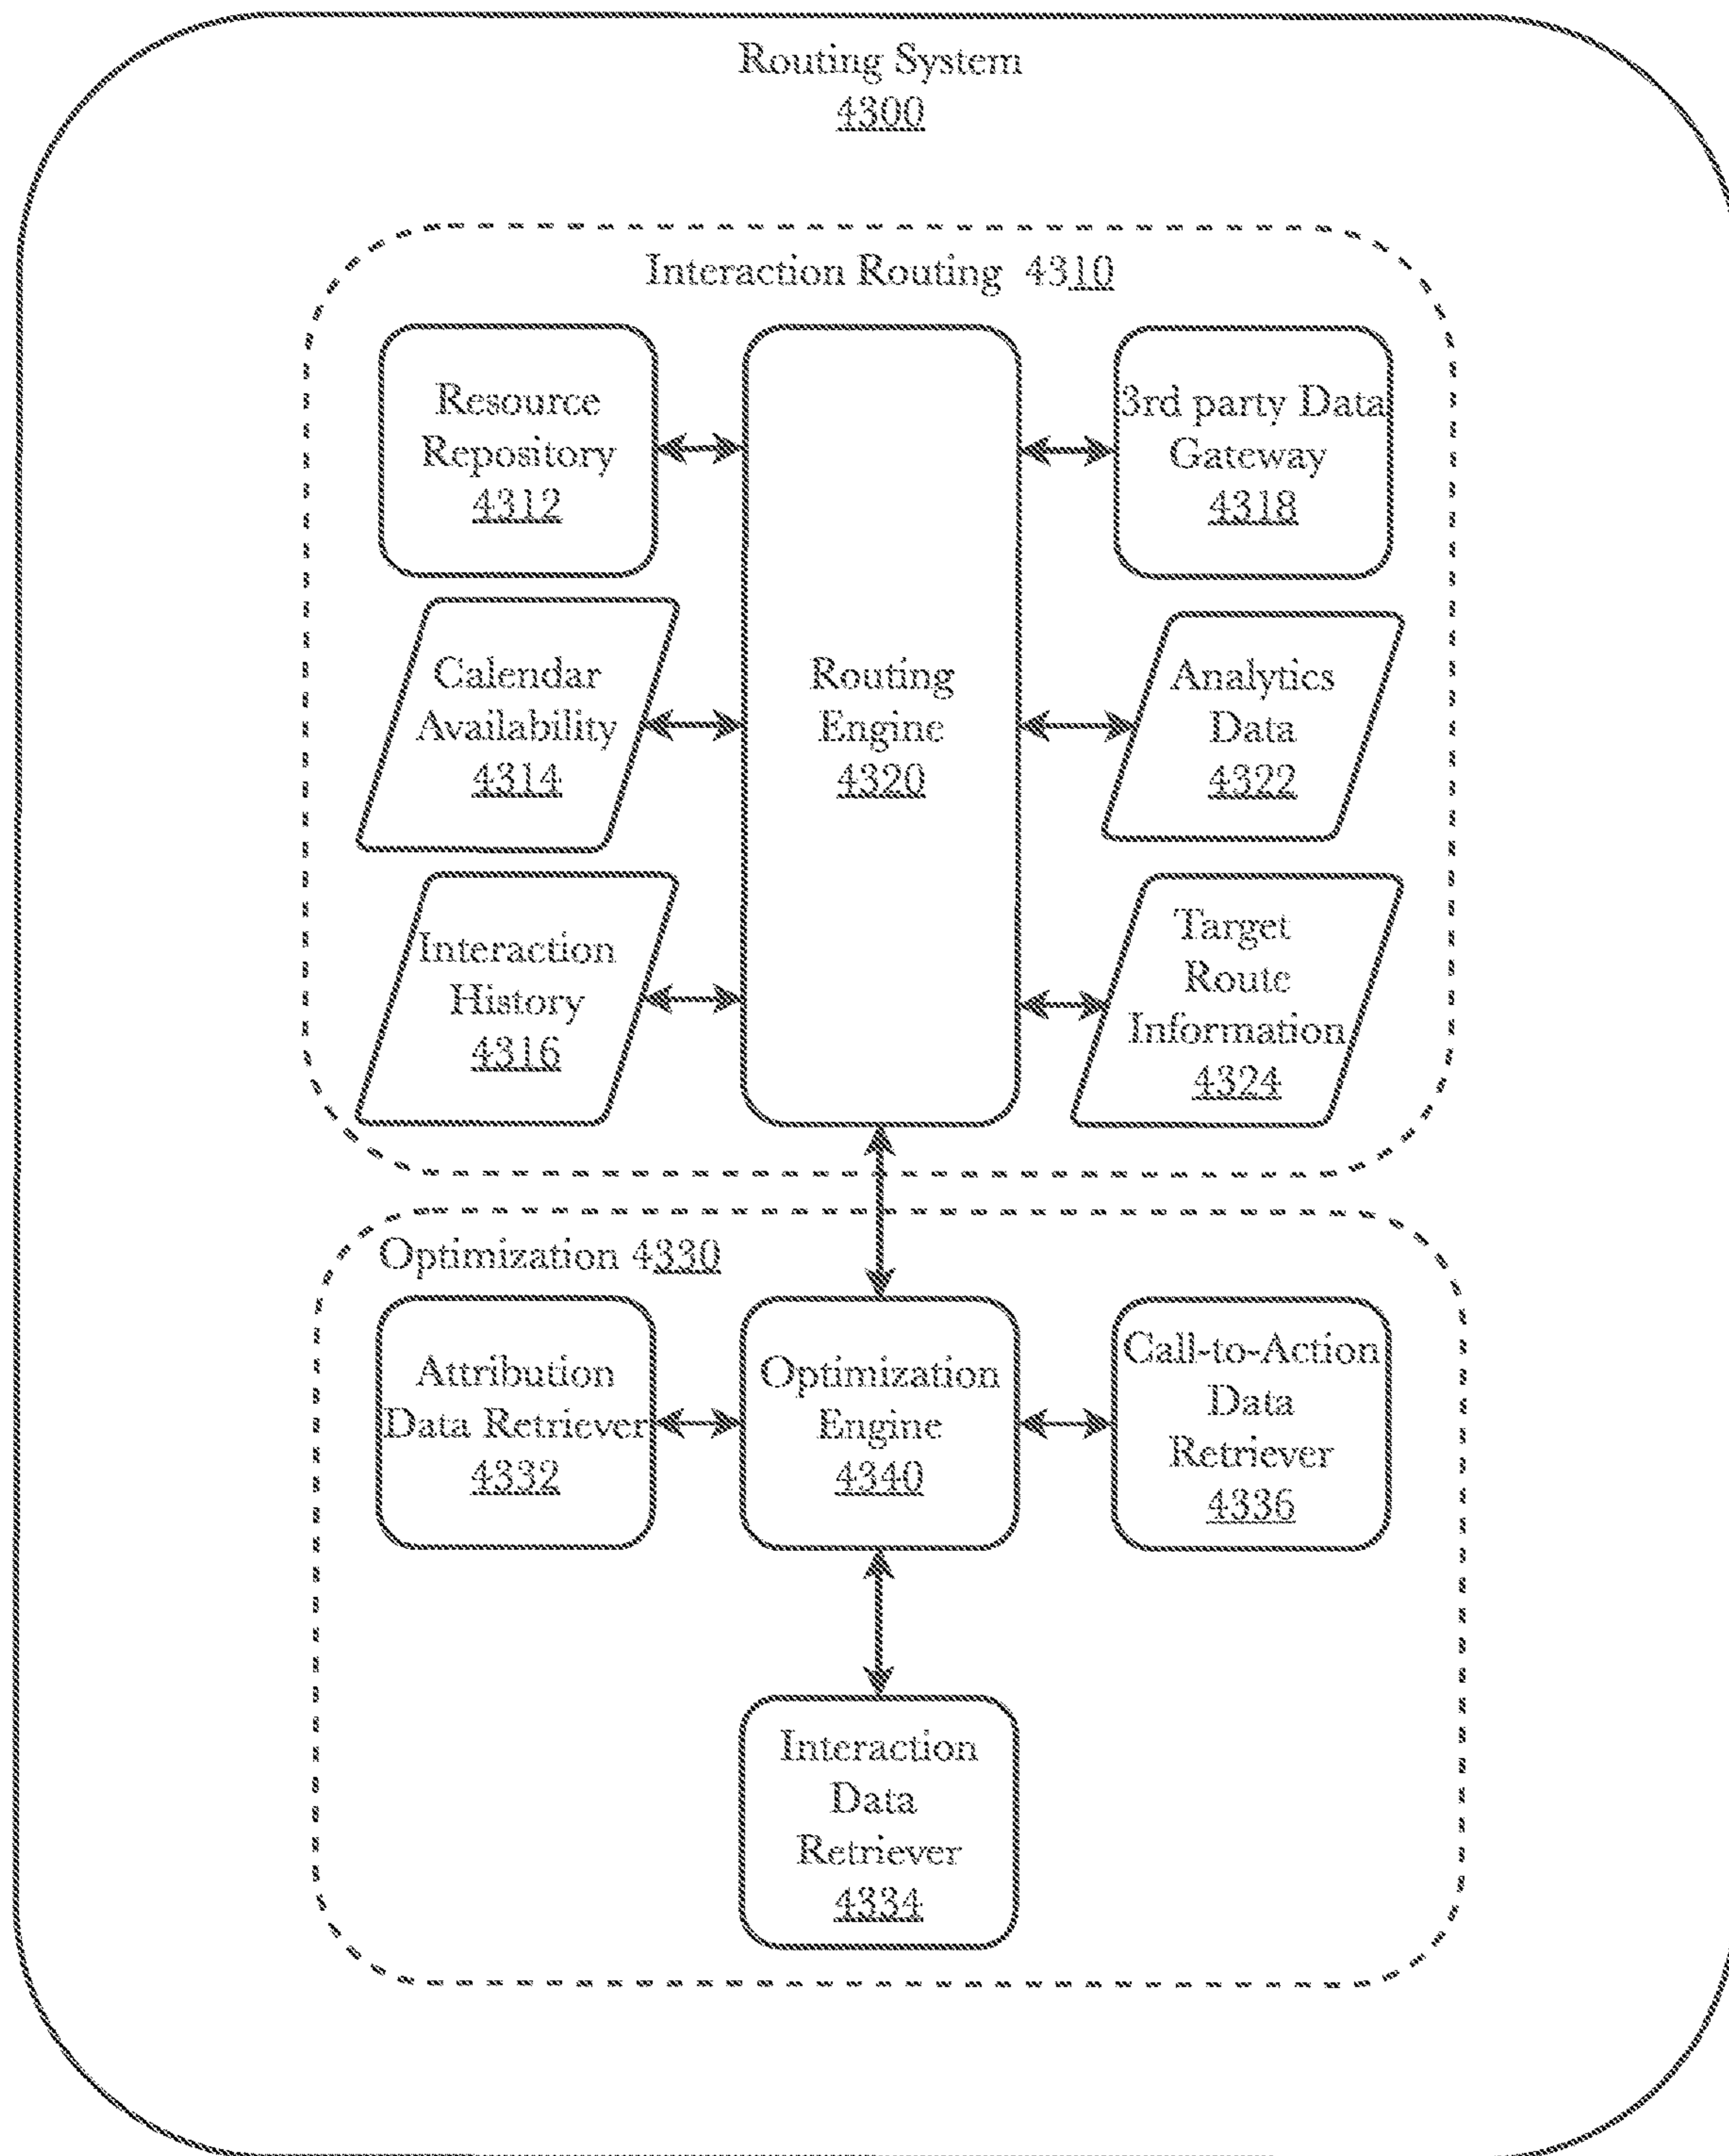 Routing System
4300
Interaction Routing 4310
Resource
Repository
4312
3rd party Data
Gateway
4318
Calendar
Availability
4314
Routing
Engine
4320
Analytics
Data
4322
Interaction
History
4316
Target
Route
Information
4324
Optimization 4330
Attribution
Data Retriever
4332
Optimization
Engine
4340
Call-to-Action
Data
Retriever
4336
Interaction
Data
Retriever
4334